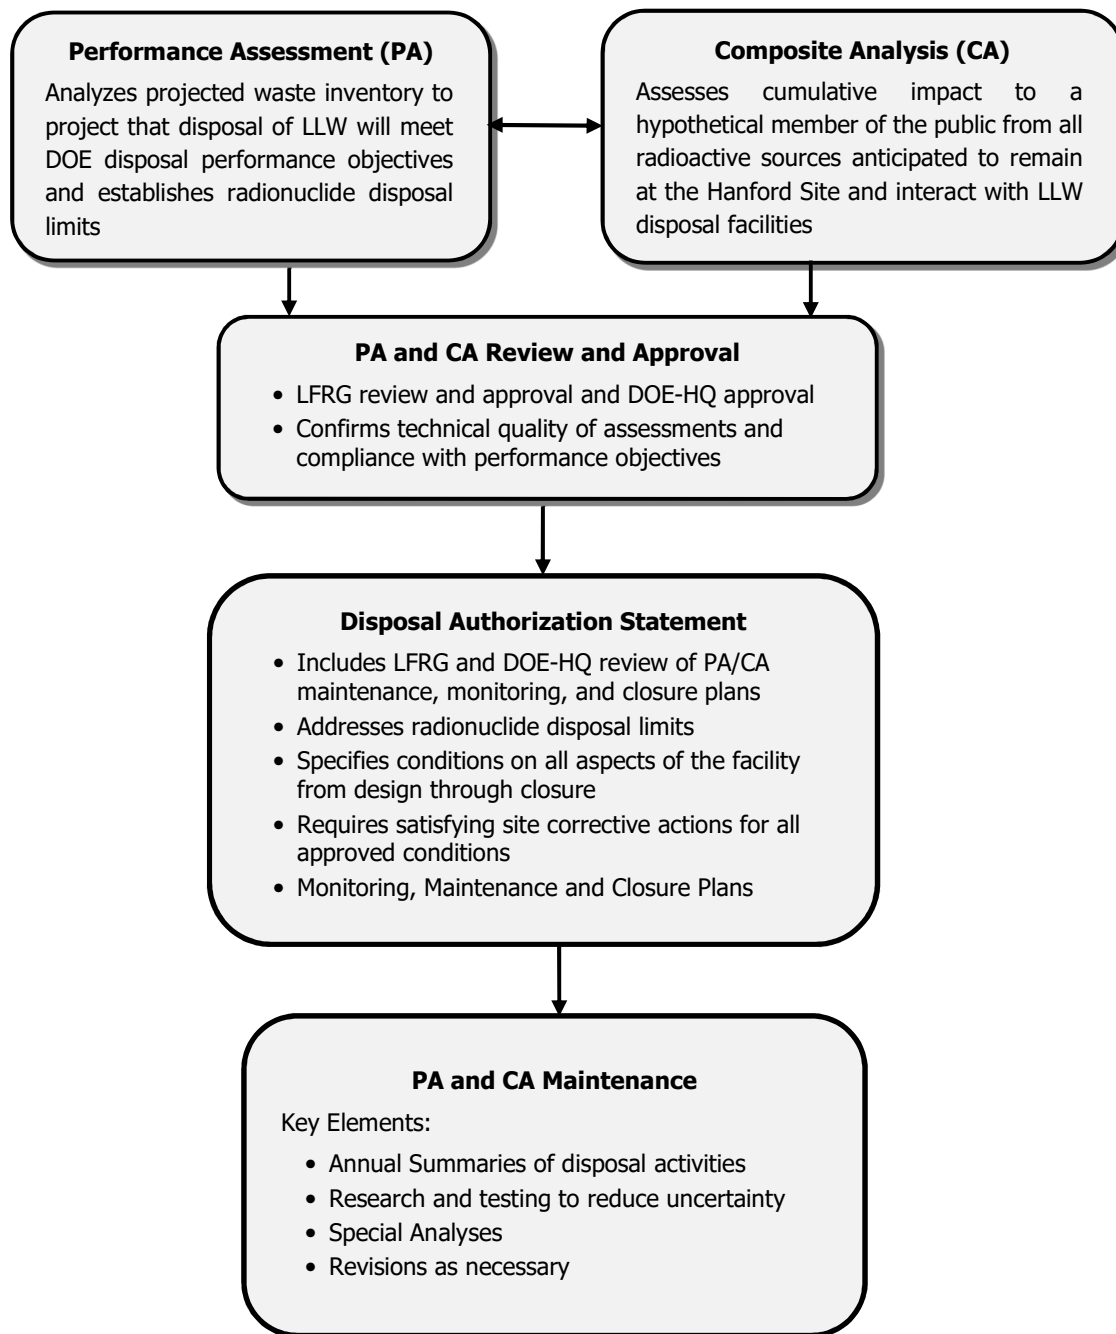 Performance Assessment (PA)
Analyzes projected waste inventory to
project that disposal of LLW will meet
DOE disposal performance objectives
and establishes radionuclide disposal
limits
Composite Analysis (CA)
Assesses cumulative impact to a
hypothetical member of the public from all
radioactive sources anticipated to remain
at the Hanford Site and interact with LLW
disposal facilities
PA and CA Review and Approval
• LFRG review and approval and DOE-HQ approval
• Confirms technical quality of assessments and
compliance with performance objectives
Disposal Authorization Statement
• Includes LFRG and DOE-HQ review of PA/CA
maintenance, monitoring, and closure plans
• Addresses radionuclide disposal limits
• Specifies conditions on all aspects of the facility
from design through closure
• Requires satisfying site corrective actions for all
approved conditions
• Monitoring, Maintenance and Closure Plans
PA and CA Maintenance
Key Elements:
• Annual Summaries of disposal activities
• Research and testing to reduce uncertainty
• Special Analyses
• Revisions as necessary